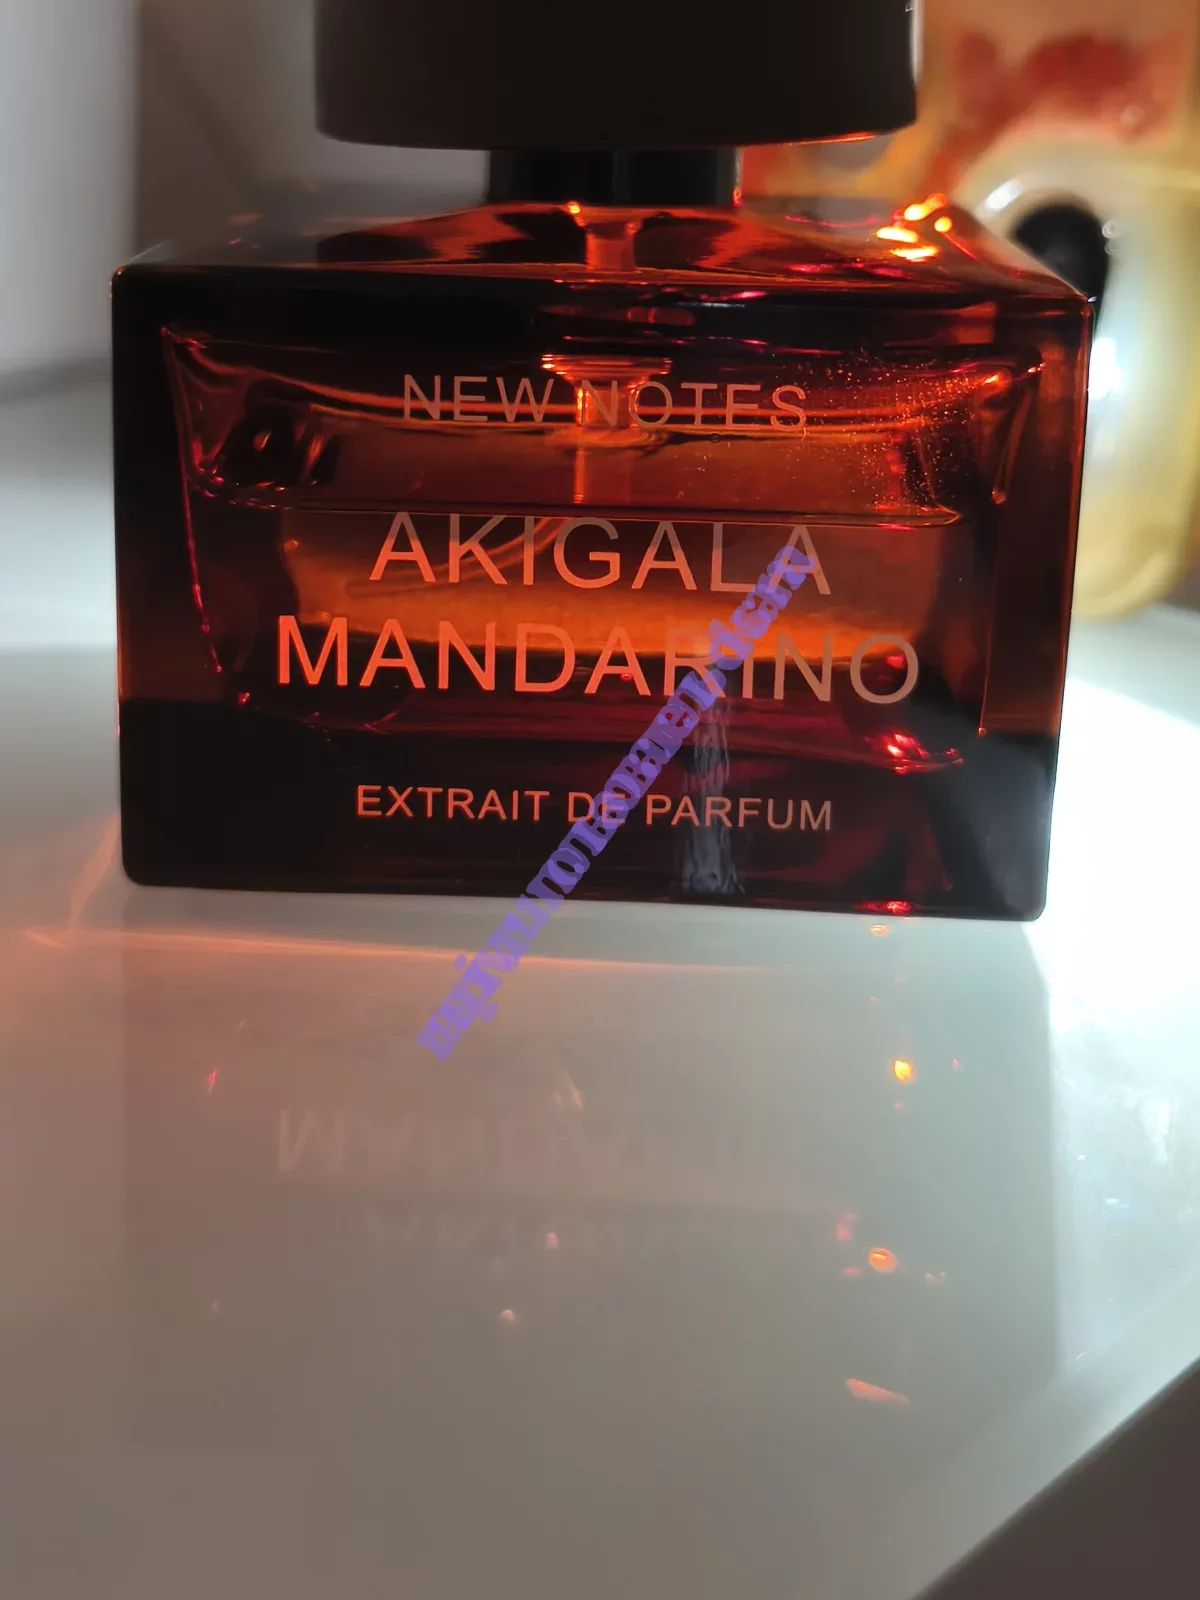 NEW NOTES
AKIGALA
MANDARINO
EXTRAIT DE PARFUM